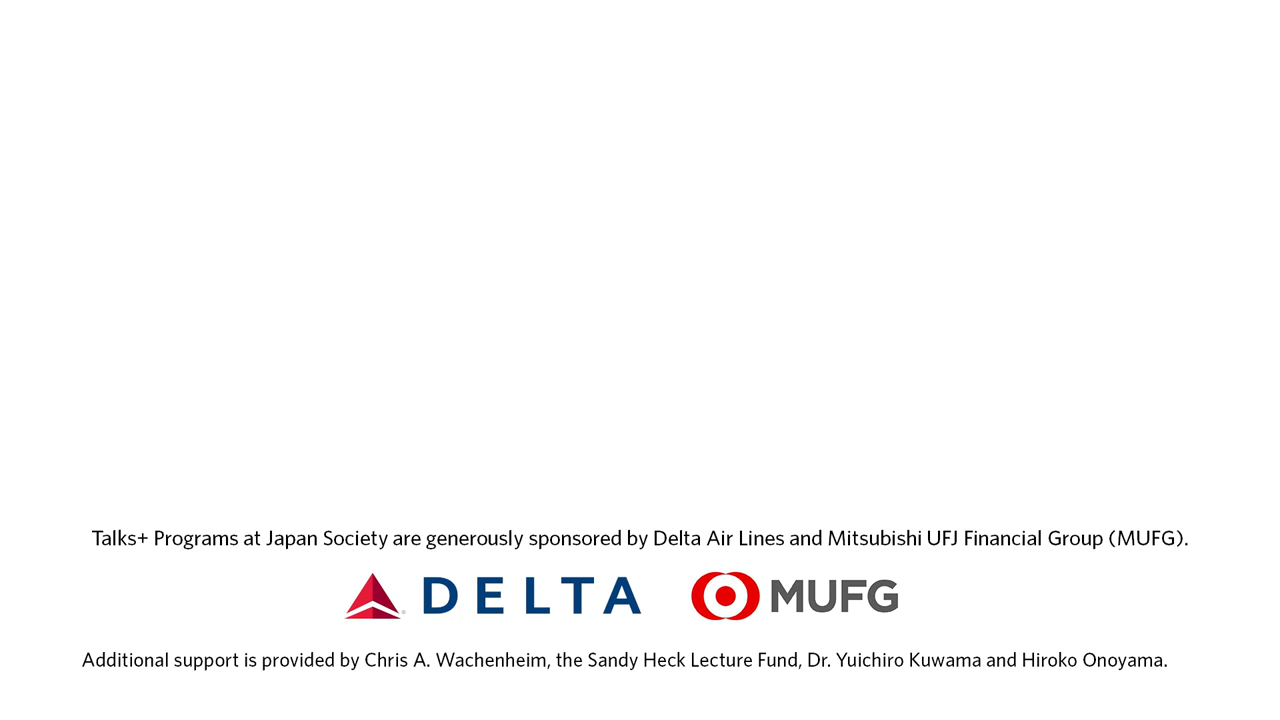 Talks+ Programs at Japan Society are generously sponsored by Delta Air Lines and Mitsubishi UFJ Financial Group (MUFG).
DELTA MUFG
Additional support is provided by Chris A. Wachenheim, the Sandy Heck Lecture Fund, Dr. Yuichiro Kuwama and Hiroko Onoyama.